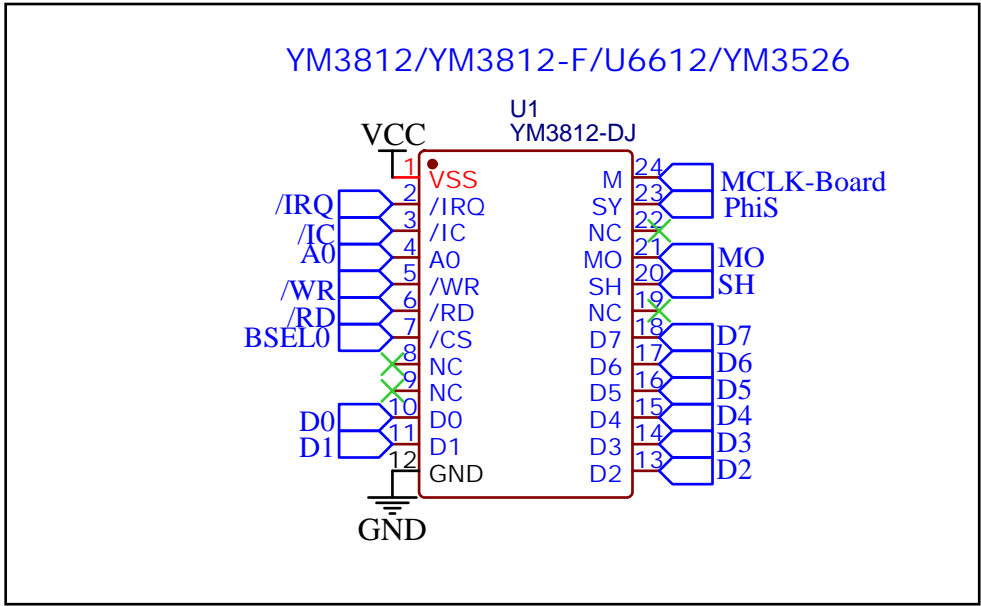 YM3812/YM3812-F/U6612/YM3526
U1
YM3812-DJ
VCC
1 VSS M 24 MCLK-Board
/IRQ 2 /IRQ SY 23 PhiS
/IC 3 /IC NC 22
A0 4 A0 MO 21 MO
/WR 5 /WR SH 20 SH
/RD 6 /RD NC 19
BSEL0 7 /CS D7 18 D7
8 NC D6 17 D6
9 NC D5 16 D5
D0 10 D0 D4 15 D4
D1 11 D1 D3 14 D3
12 GND D2 13 D2
GND